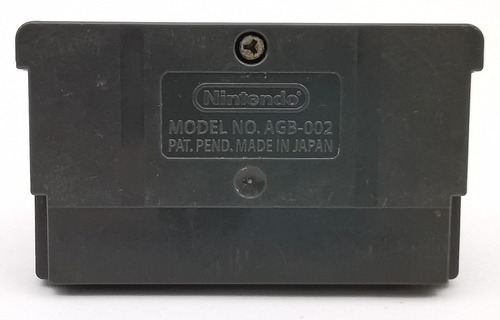 Nintendo
MODEL NO. AGB-002
PAT. PEND. MADE IN JAPAN